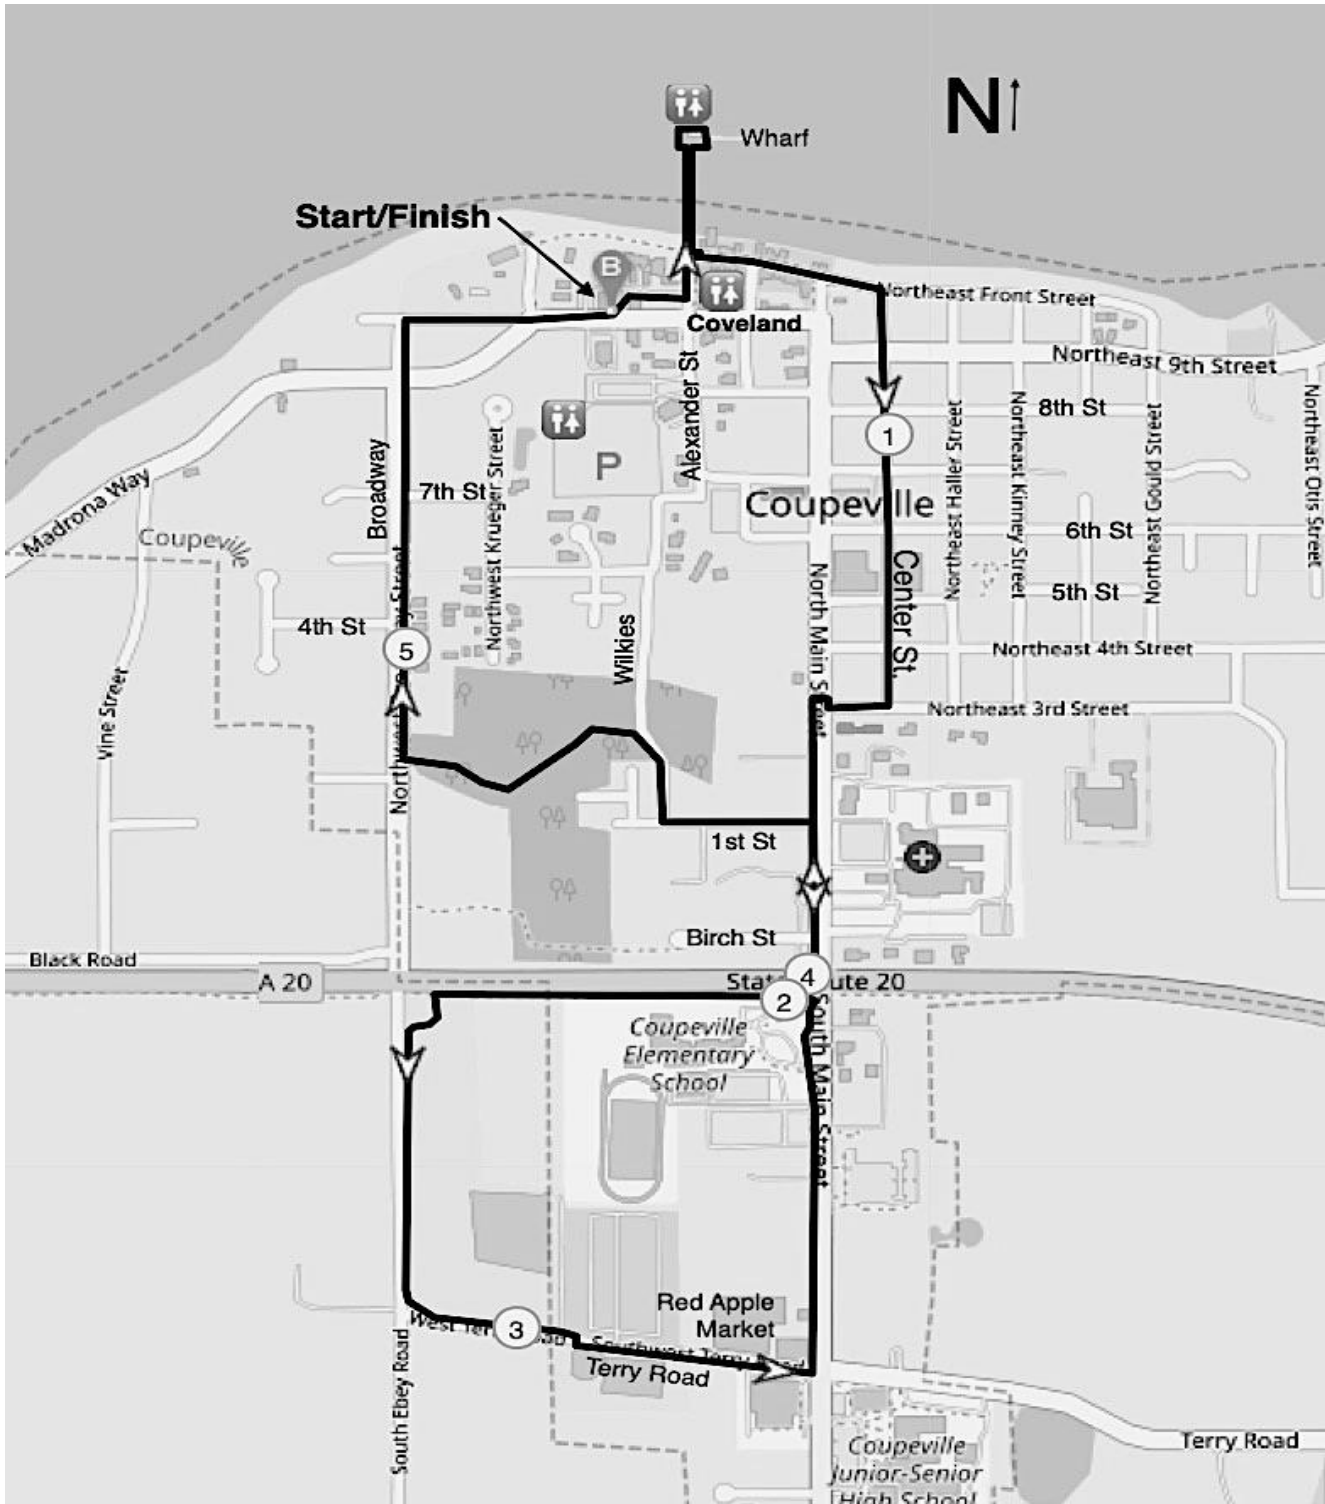 N
Wharf
Start/Finish
B
Northeast Front Street
Coveland
Northeast 9th Street
Alexander St
8th St
1
Northeast Haller Street
Northeast Kinney Street
Northeast Gould Street
Northeast Otis Street
Broadway
Northwest Krueger Street
P
Madrona Way
7th St
Coupeville
Coupeville
6th St
Center St.
North Main Street
5th St
4th St
5
Wilkies
Northeast 4th Street
Vine Street
Northeast 3rd Street
1st St
Birch St
Black Road
A 20
4
2
South Main Street
Coupeville
Elementary
School
Red Apple
Market
3
Terry Road
South Ebey Road
Terry Road
Coupeville
Junior-Senior
High School